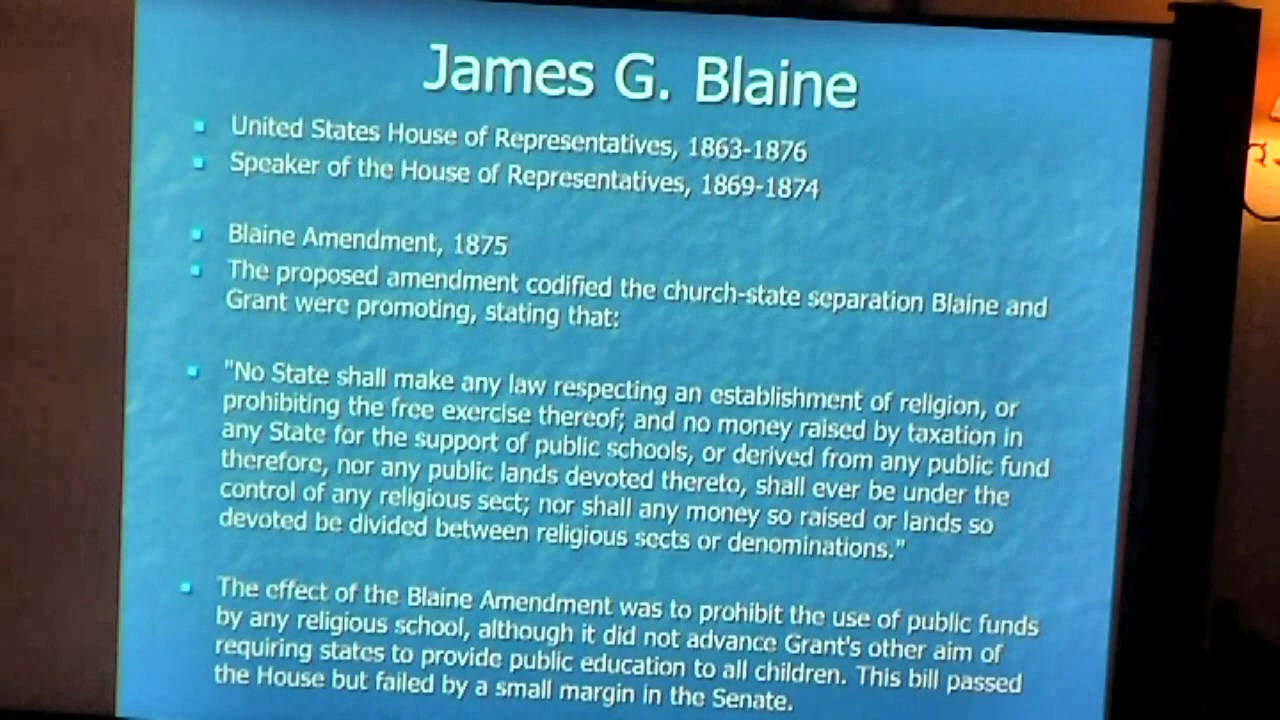 James G. Blaine
United States House of Representatives, 1863-1876
Speaker of the House of Representatives, 1869-1874
Blaine Amendment, 1875
The proposed amendment codified the church-state separation Blaine and
Grant were promoting, stating that:
"No State shall make any law respecting an establishment of religion, or
prohibiting the free exercise thereof; and no money raised by taxation in
any State for the support of public schools, or derived from any public fund
therefore, nor any public lands devoted thereto, shall ever be under the
control of any religious sect; nor shall any money so raised or lands so
devoted be divided between religious sects or denominations."
The effect of the Blaine Amendment was to prohibit the use of public funds
by any religious school, although it did not advance Grant's other aim of
requiring states to provide public education to all children. This bill passed
the House but failed by a small margin in the Senate.